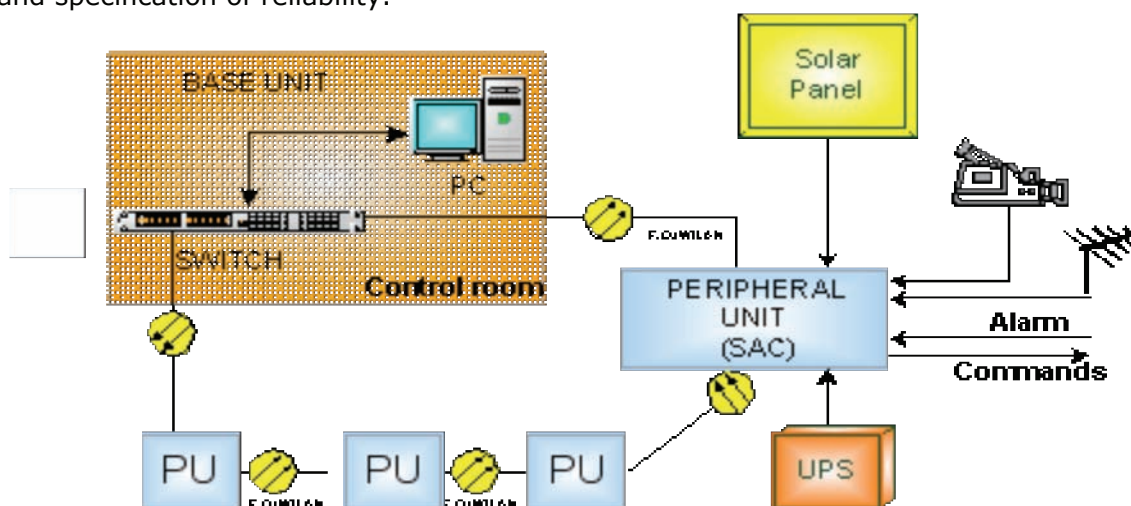 and specification of reliability.
BASE UNIT
PC
SWITCH
Control room
Solar
Panel
PERIPHERAL
UNIT
(SAC)
Alarm
Commands
PU
PU
PU
UPS